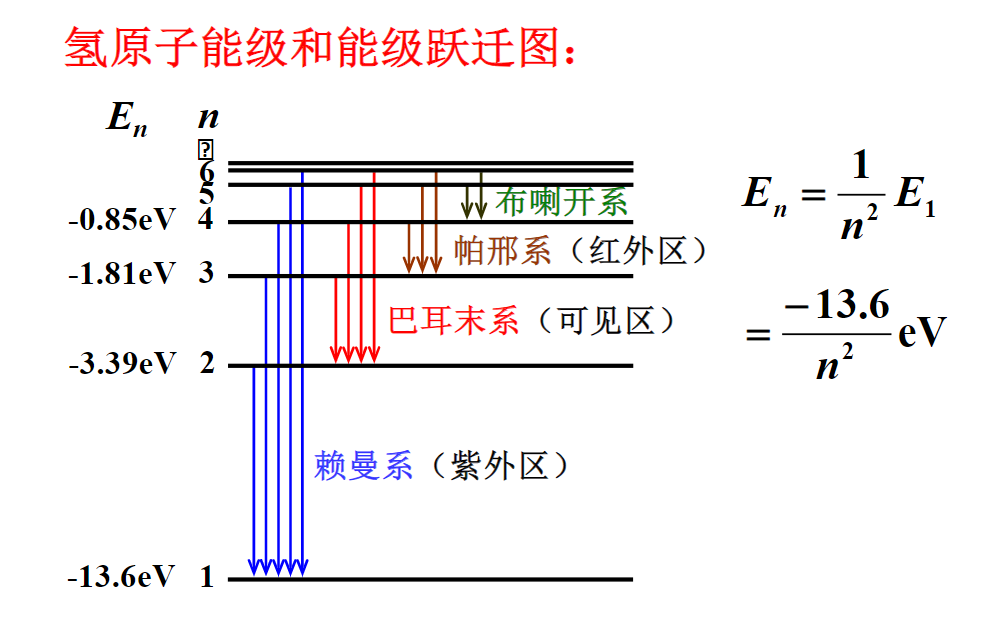 氢原子能级和能级跃迁图：
Eₙ n
6
5
-0.85eV 4
-1.81eV 3
-3.39eV 2
-13.6eV 1
布喇开系
帕邢系（红外区）
巴耳末系（可见区）
赖曼系（紫外区）
Eₙ = 1/n² E₁
= -13.6/n² eV